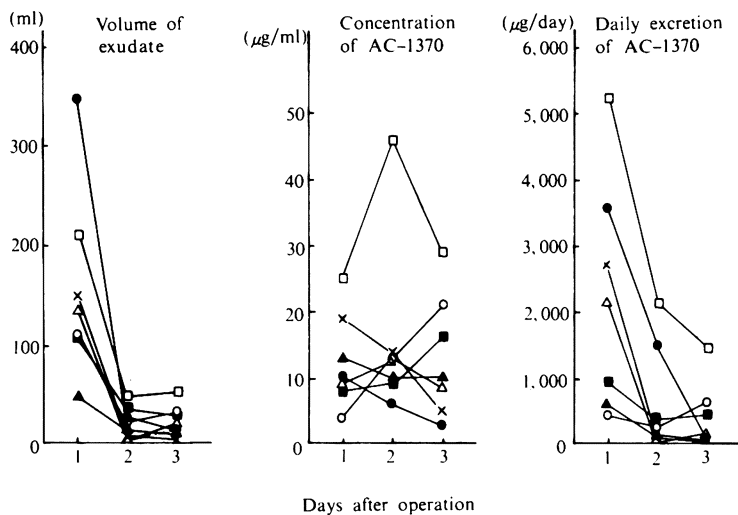 (ml)
Volume of
exudate
400
300
200
100
0
1 2 3
(μg/ml)
Concentration
of AC-1370
50
40
30
20
10
0
1 2 3
(μg/day)
Daily excretion
of AC-1370
6,000
5,000
4,000
3,000
2,000
1,000
0
1 2 3
Days after operation